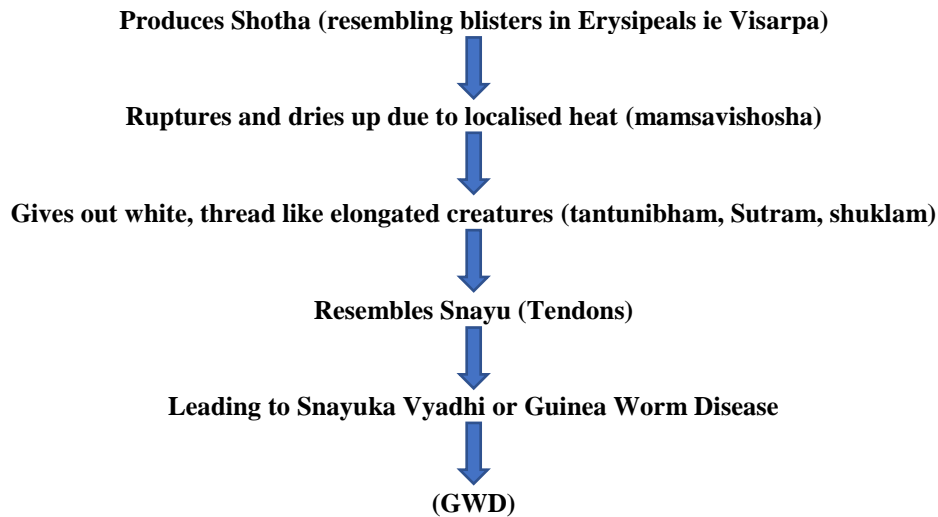 Produces Shotha (resembling blisters in Erysipeals ie Visarpa)
Ruptures and dries up due to localised heat (mamsavishosha)
Gives out white, thread like elongated creatures (tantunibham, Sutram, shuklam)
Resembles Snayu (Tendons)
Leading to Snayuka Vyadhi or Guinea Worm Disease
(GWD)